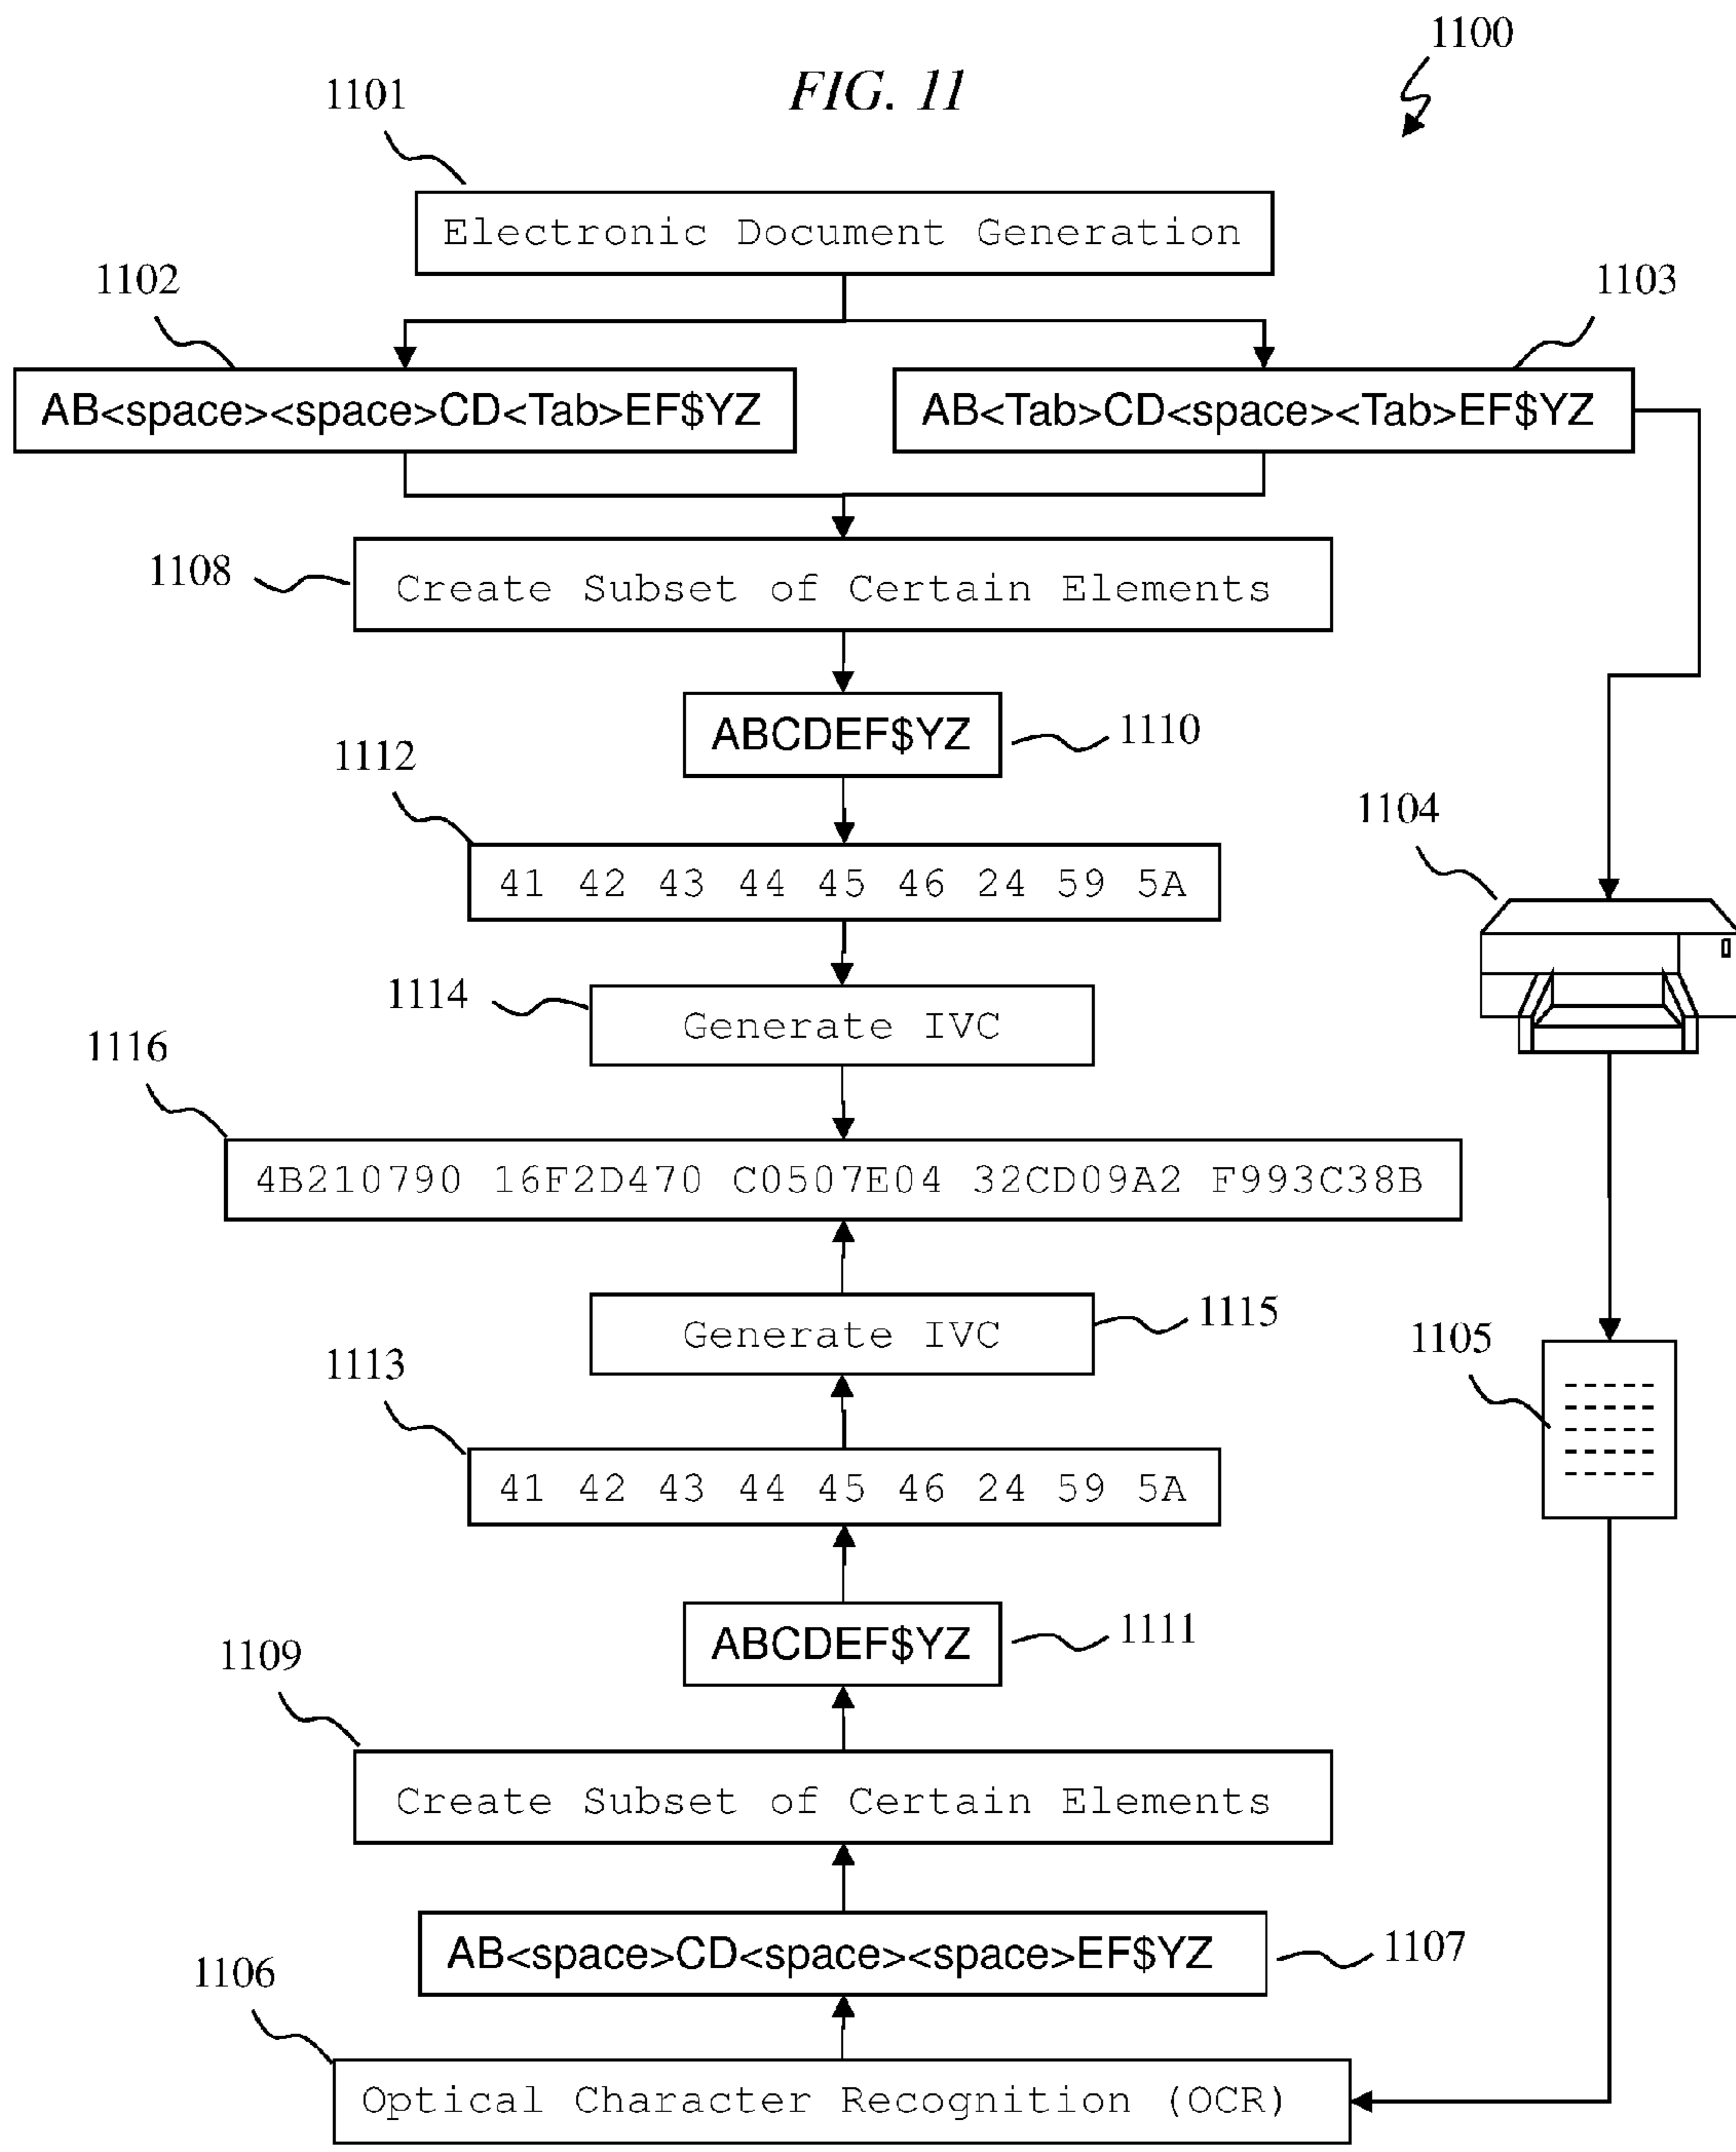 1100
FIG. 11
1101
Electronic Document Generation
1102
1103
AB<space><space>CD<Tab>EF$YZ
AB<Tab>CD<space><Tab>EF$YZ
1108
Create Subset of Certain Elements
ABCDEF$YZ
1110
1112
1104
41 42 43 44 45 46 24 59 5A
1114
Generate IVC
1116
4B210790 16F2D470 C0507E04 32CD09A2 F993C38B
Generate IVC
1115
1105
1113
41 42 43 44 45 46 24 59 5A
ABCDEF$YZ
1111
1109
Create Subset of Certain Elements
AB<space>CD<space><space>EF$YZ
1107
1106
Optical Character Recognition (OCR)